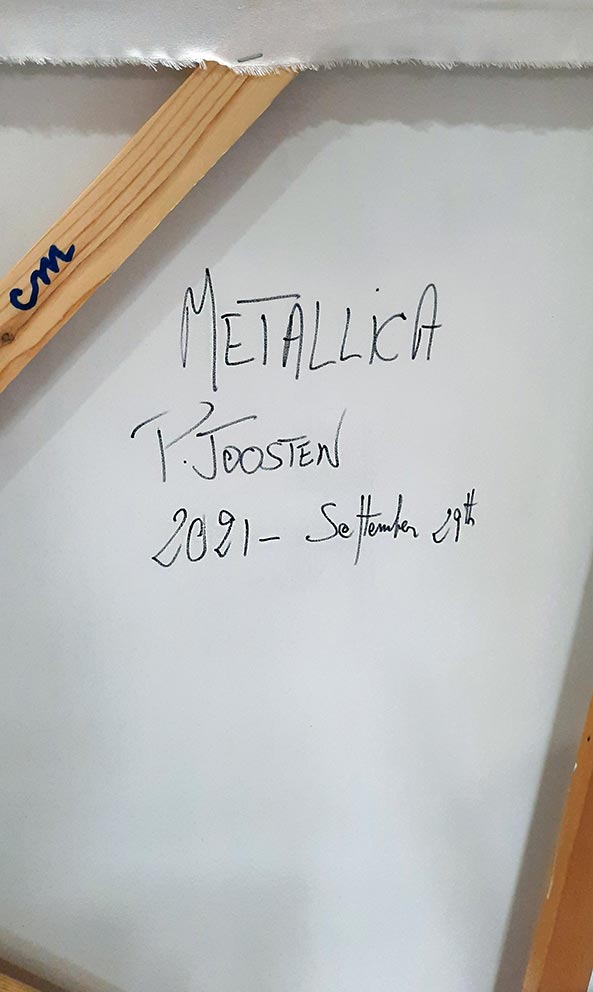 cm
METALLiCA
P. JOOSTEN
2021 - September 29th